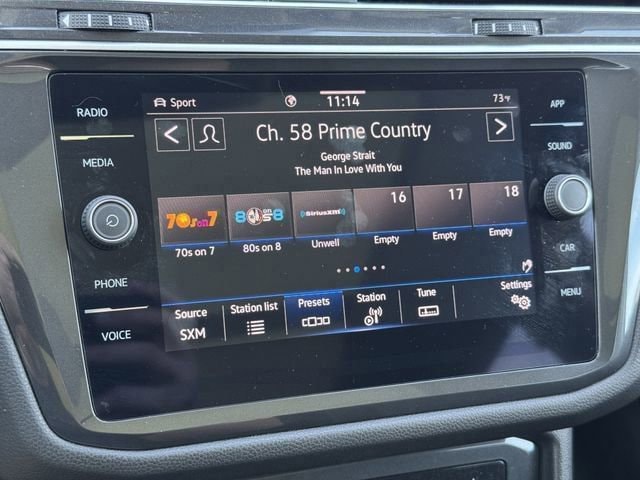 RADIO
MEDIA
PHONE
VOICE
Sport
11:14
73°F
Ch. 58 Prime Country
George Strait
The Man In Love With You
70s on 7
80s on 8
SiriusXM
16
17
18
70s on 7
80s on 8
Unwell
Empty
Empty
Empty
Source
SXM
Station list
Presets
Station
Tune
Settings
APP
SOUND
CAR
MENU